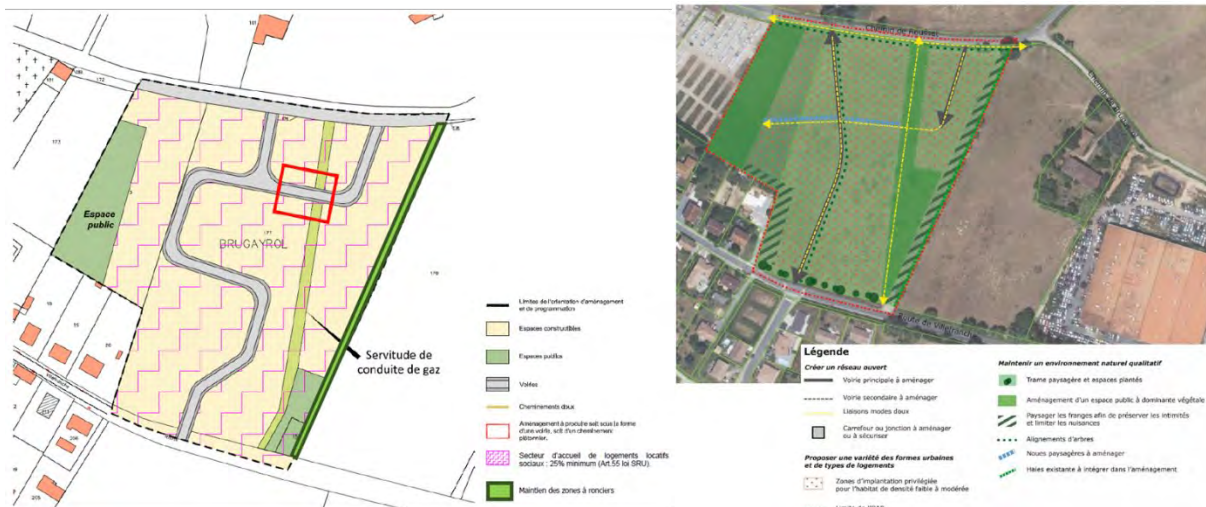 Espace
public
BRUGAYROL
Servitude de
conduite de gaz
Limites de l'orientation d'aménagement
et de programmation
Espaces constructibles
Espaces publics
Voiries
Cheminements doux
Aménagement à produire soit sous la forme
d'une voirie, soit d'un cheminement
piétonnier.
Secteur d'accueil de logements locatifs
sociaux : 25% minimum (Art.55 loi SRU).
Maintien des zones à ronciers
Route de Villefranche
Légende
Créer un réseau ouvert
Voirie principale à aménager
Voirie secondaire à aménager
Liaisons modes doux
Carrefour ou jonction à aménager
ou à sécuriser
Proposer une variété des formes urbaines
et de types de logements
Zones d'implantation privilégiée
pour l'habitat de densité faible à modérée
Maintenir un environnement naturel qualitatif
Trame paysagère et espaces plantés
Aménagement d'un espace public à dominante végétale
Paysager les franges afin de préserver les intimités
et limiter les nuisances
Alignements d'arbres
Noues paysagères à aménager
Haies existante à intégrer dans l'aménagement